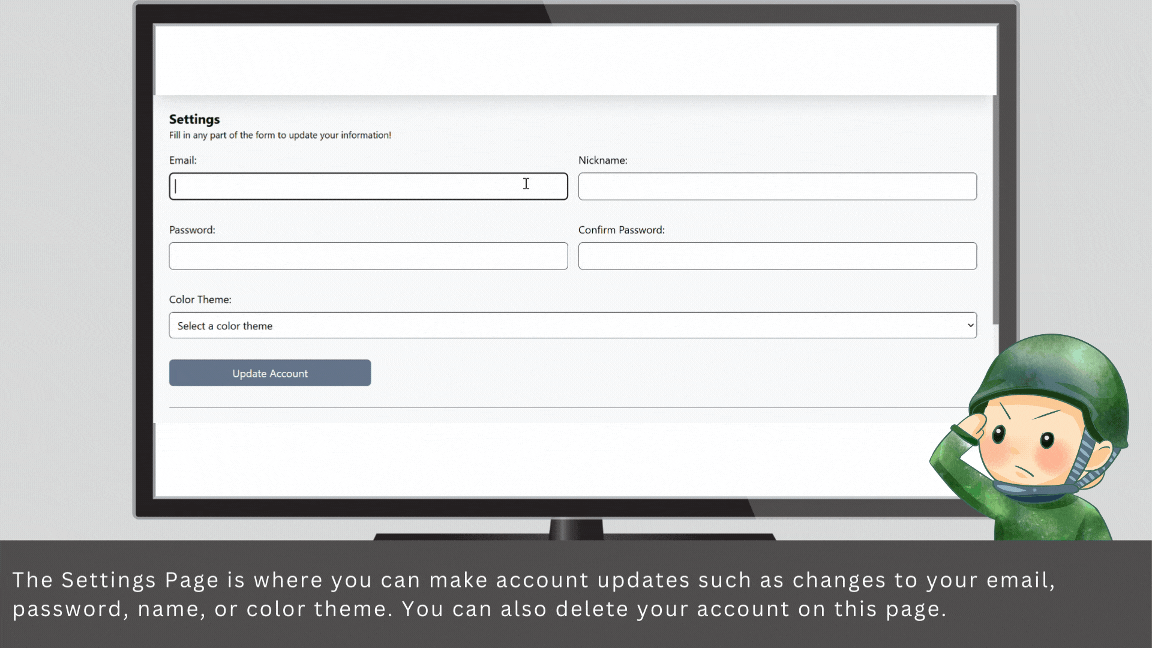 Settings
Fill in any part of the form to update your information!
Email: Nickname:
Password: Confirm Password:
Color Theme:
Select a color theme
Update Account
The Settings Page is where you can make account updates such as changes to your email,
password, name, or color theme. You can also delete your account on this page.